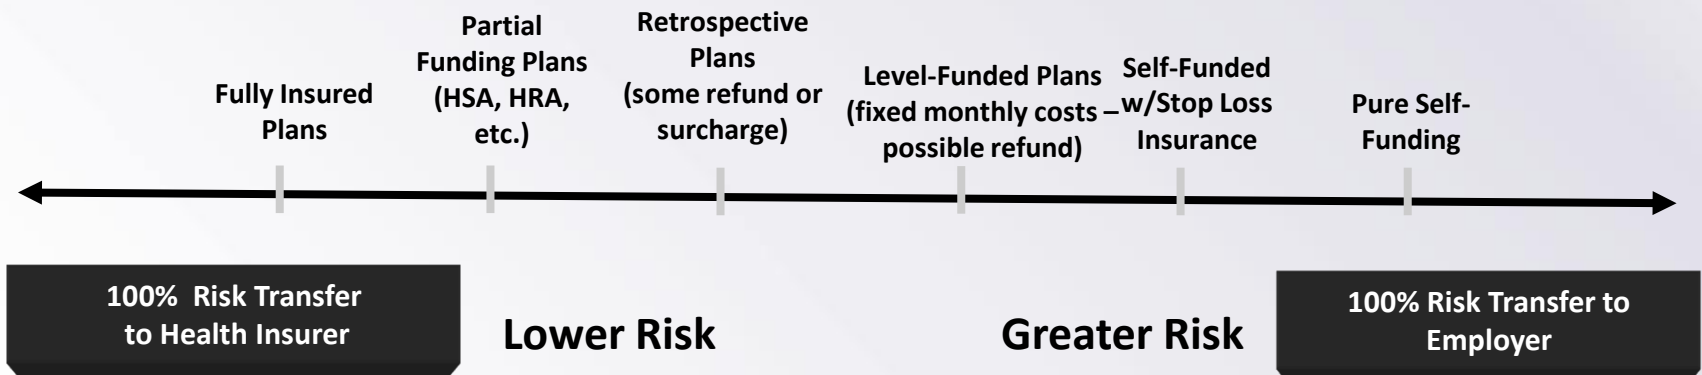 Fully Insured
Plans
Partial
Funding Plans
(HSA, HRA,
etc.)
Retrospective
Plans
(some refund or
surcharge)
Level-Funded Plans
(fixed monthly costs –
possible refund)
Self-Funded
w/Stop Loss
Insurance
Pure Self-
Funding
100%  Risk Transfer
to Health Insurer
Lower Risk
Greater Risk
100% Risk Transfer to
Employer